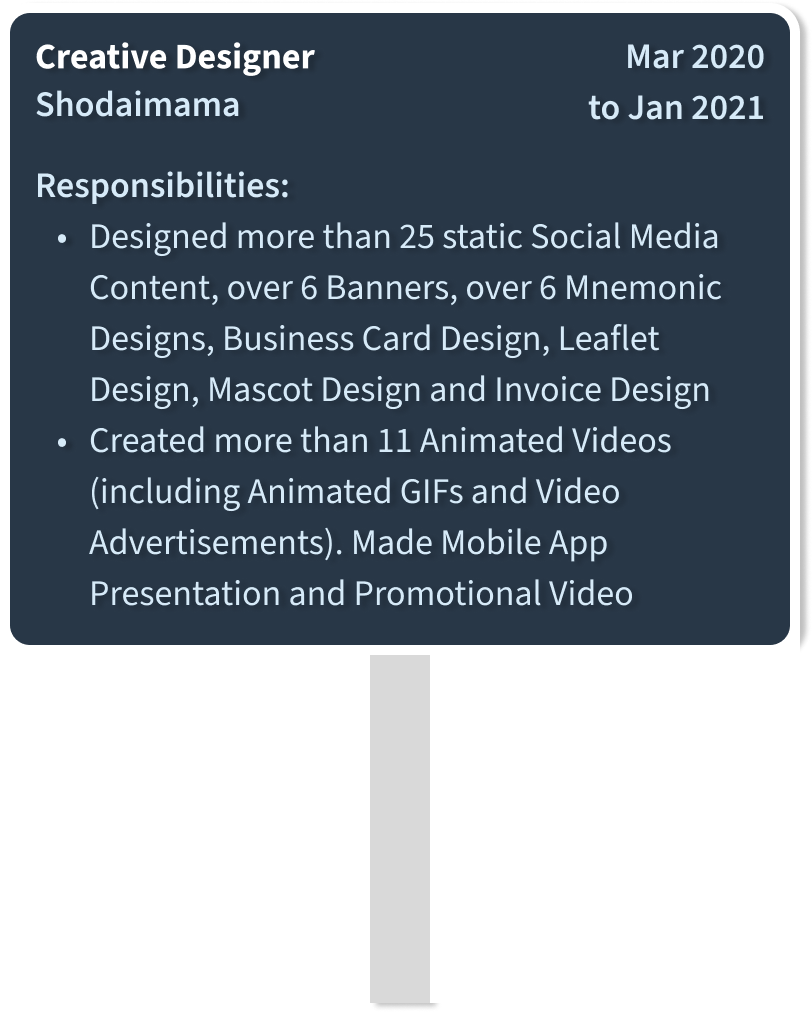 Creative Designer
Mar 2020
Shodaimama
to Jan 2021
Responsibilities:
• Designed more than 25 static Social Media
Content, over 6 Banners, over 6 Mnemonic
Designs, Business Card Design, Leaflet
Design, Mascot Design and Invoice Design
• Created more than 11 Animated Videos
(including Animated GIFs and Video
Advertisements). Made Mobile App
Presentation and Promotional Video